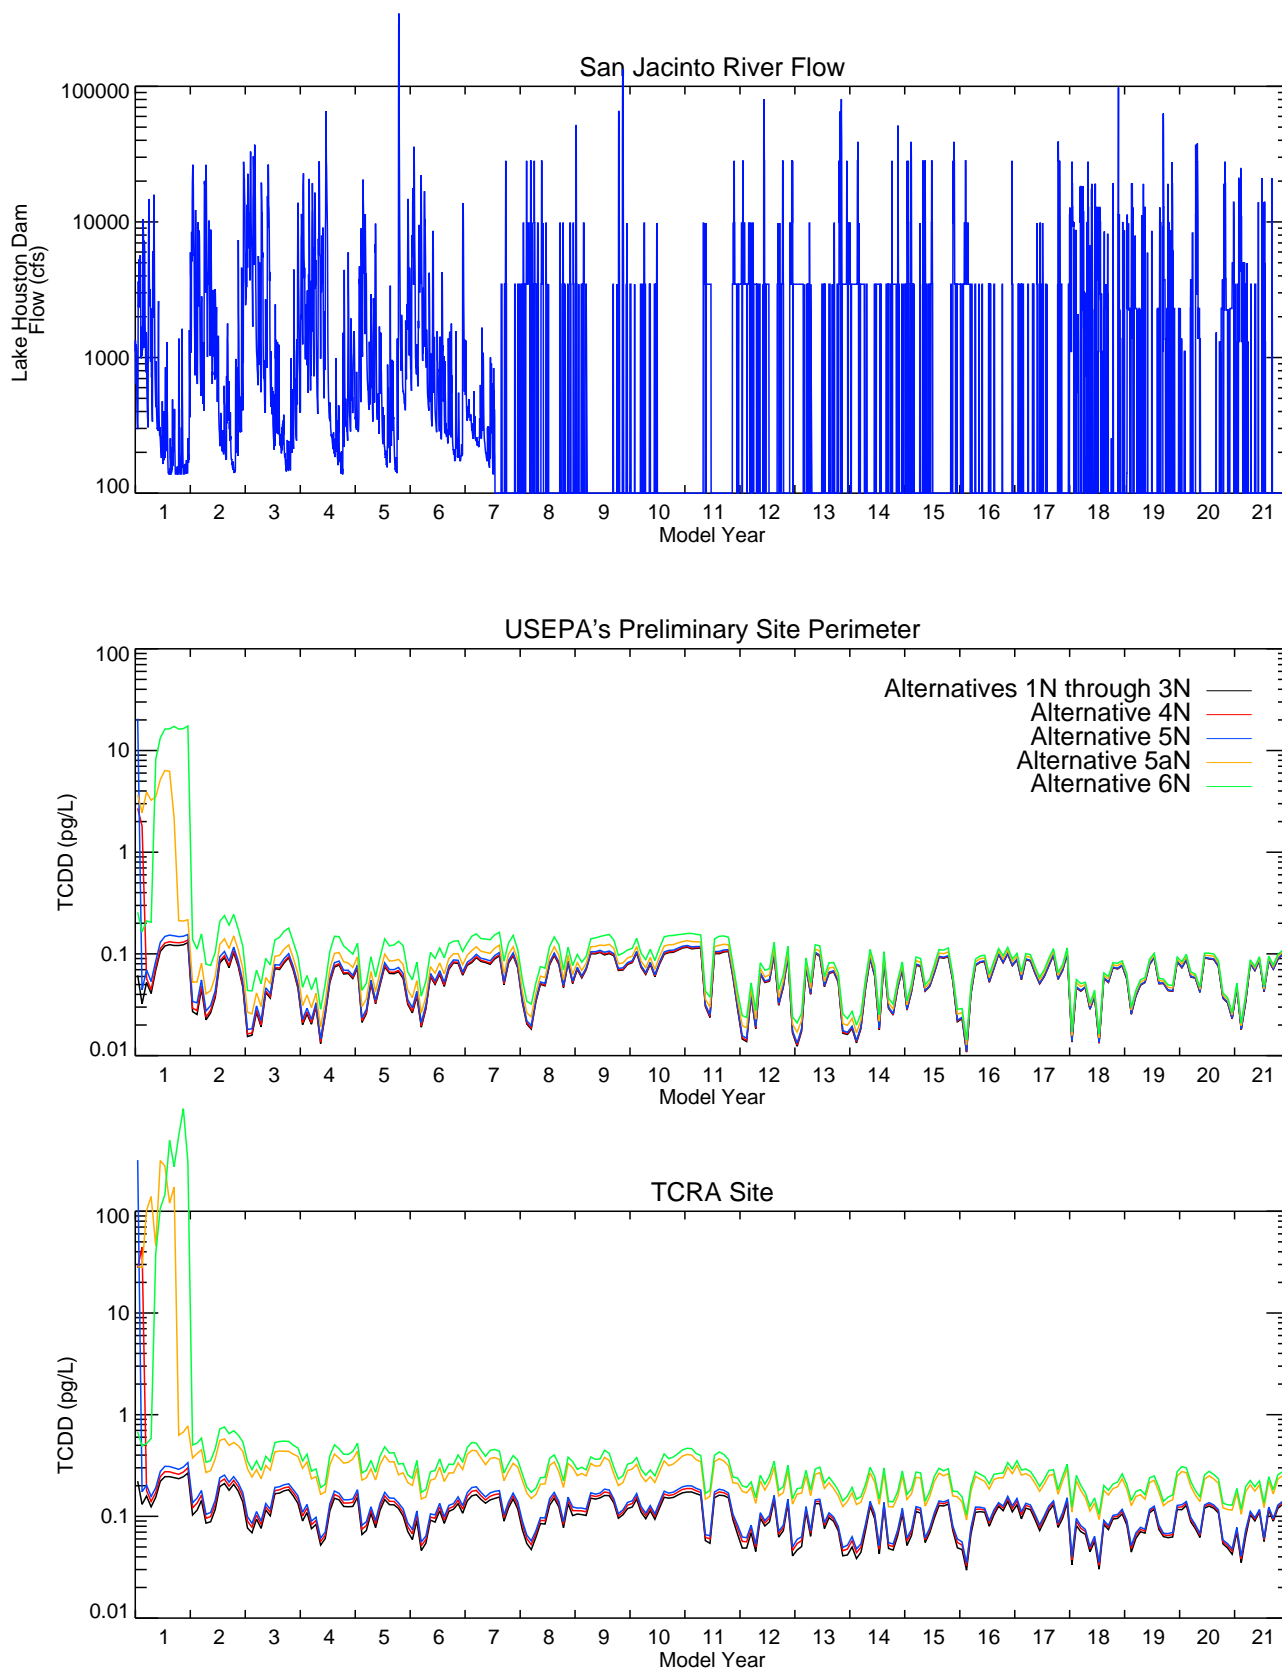 San Jacinto River Flow
100000
10000
1000
100
Lake Houston Dam
Flow (cfs)
1 2 3 4 5 6 7 8 9 10 11 12 13 14 15 16 17 18 19 20 21
Model Year
USEPA's Preliminary Site Perimeter
100
10
1
0.1
0.01
TCDD (pg/L)
Alternatives 1N through 3N
Alternative 4N
Alternative 5N
Alternative 5aN
Alternative 6N
1 2 3 4 5 6 7 8 9 10 11 12 13 14 15 16 17 18 19 20 21
Model Year
TCRA Site
100
10
1
0.1
0.01
TCDD (pg/L)
1 2 3 4 5 6 7 8 9 10 11 12 13 14 15 16 17 18 19 20 21
Model Year